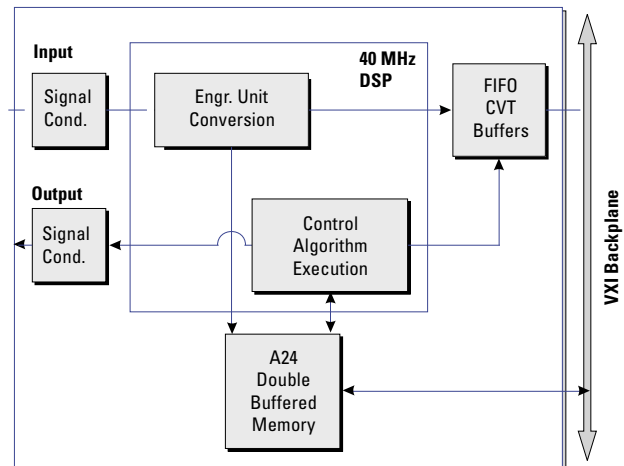 Input
40 MHz
DSP
Signal
Cond.
Engr. Unit
Conversion
FIFO
CVT
Buffers
Output
Signal
Cond.
Control
Algorithm
Execution
VXI Backplane
A24
Double
Buffered
Memory